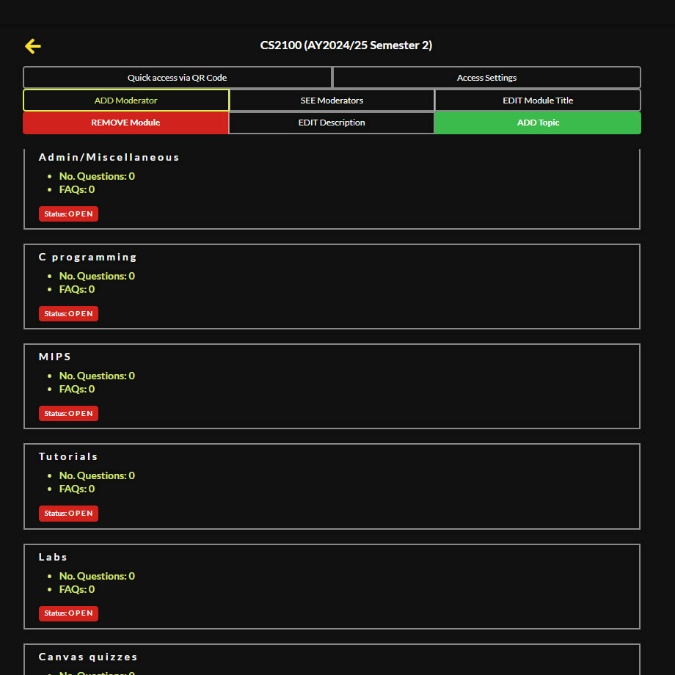 CS2100 (AY2024/25 Semester 2)
Quick access via QR Code
Access Settings
ADD Moderator
SEE Moderators
EDIT Module Title
REMOVE Module
EDIT Description
ADD Topic
Admin/Miscellaneous
No. Questions: 0
FAQs: 0
Status: OPEN
C programming
No. Questions: 0
FAQs: 0
Status: OPEN
MIPS
No. Questions: 0
FAQs: 0
Status: OPEN
Tutorials
No. Questions: 0
FAQs: 0
Status: OPEN
Labs
No. Questions: 0
FAQs: 0
Status: OPEN
Canvas quizzes
No. Questions: 0